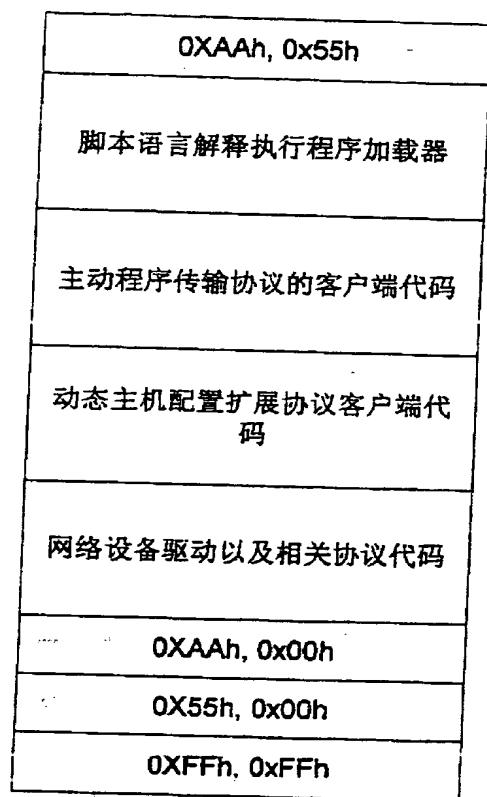 0XAAh, 0x55h
脚本语言解释执行程序加载器
主动程序传输协议的客户端代码
动态主机配置扩展协议客户端代
码
网络设备驱动以及相关协议代码
0XAAh, 0x00h
0X55h, 0x00h
0XFFh, 0xFFh